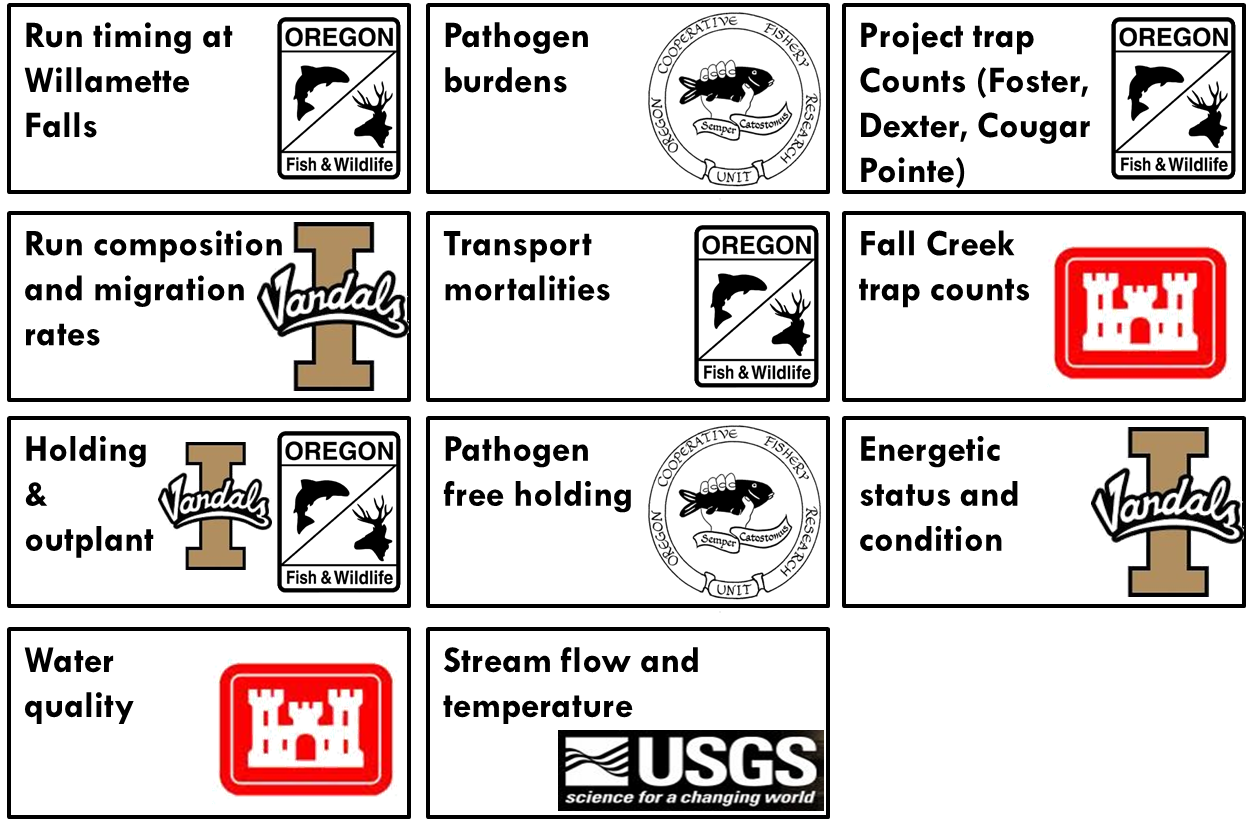 Run timing at
Willamette
Falls
OREGON
Fish & Wildlife
Pathogen
burdens
OREGON COOPERATIVE FISHERY RESEARCH
UNIT
Semper Catostomus
Project trap
Counts (Foster,
Dexter, Cougar
Pointe)
OREGON
Fish & Wildlife
Run composition
and migration
rates
I
Vandals
Transport
mortalities
OREGON
Fish & Wildlife
Fall Creek
trap counts
Holding
&
outplant
I
Vandals
OREGON
Fish & Wildlife
Pathogen
free holding
OREGON COOPERATIVE FISHERY RESEARCH
UNIT
Semper Catostomus
Energetic
status and
condition
I
Vandals
Water
quality
Stream flow and
temperature
USGS
science for a changing world